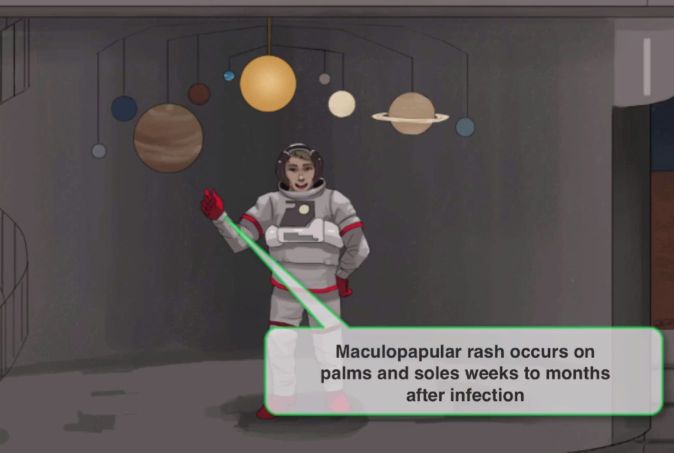 Maculopapular rash occurs on
palms and soles weeks to months
after infection